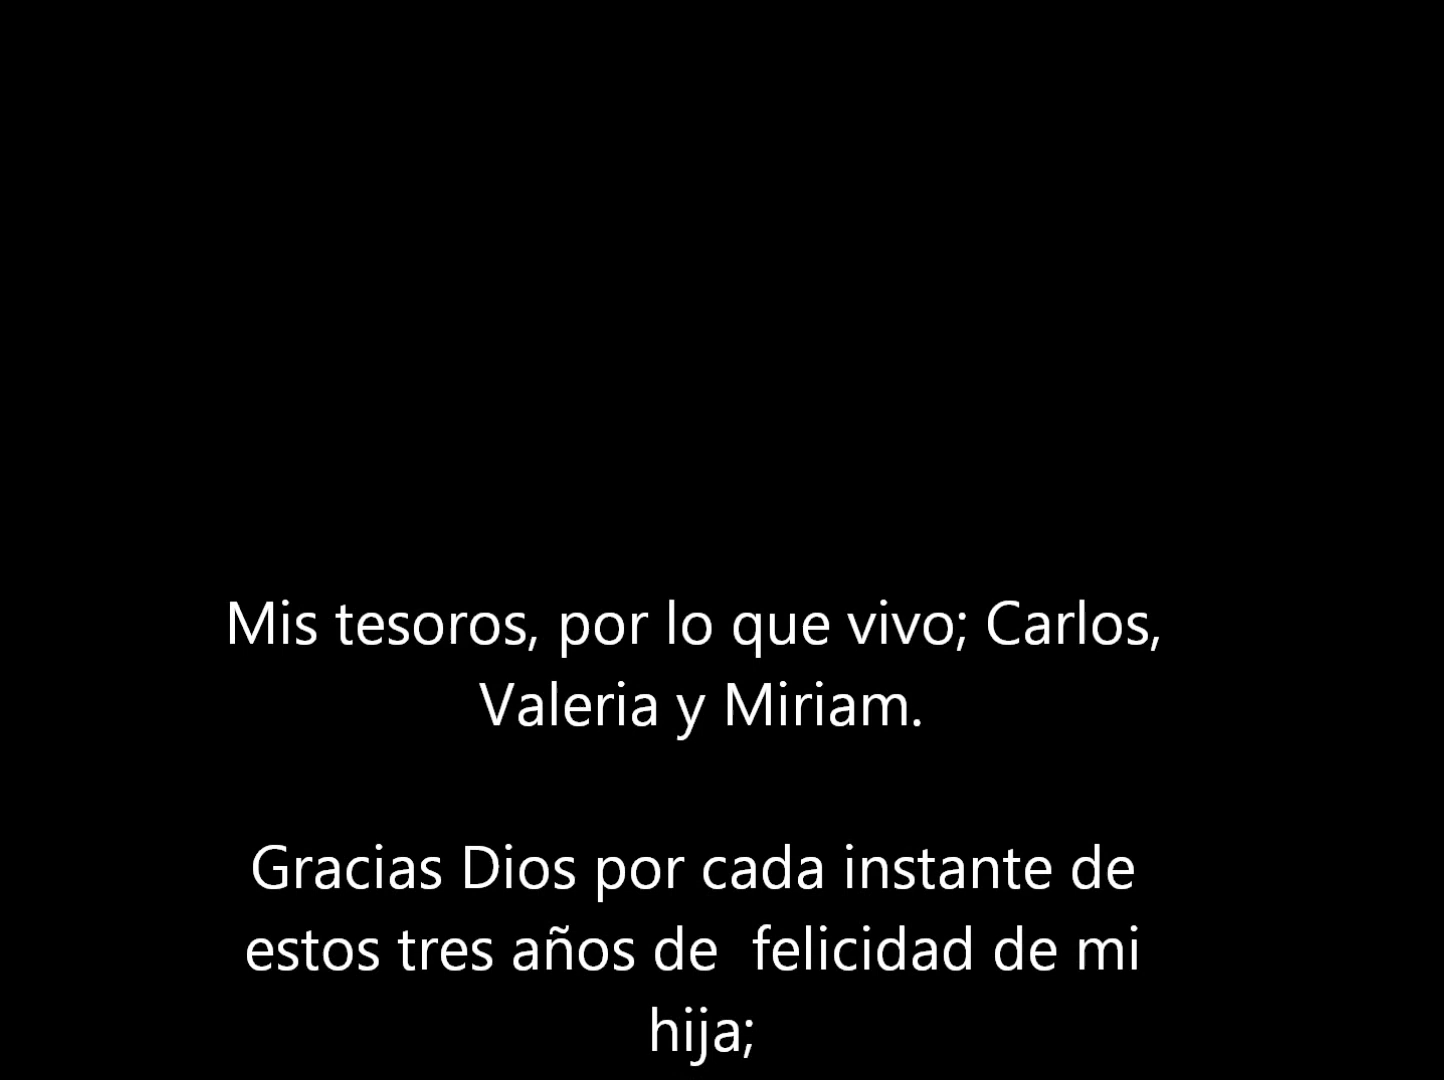 Mis tesoros, por lo que vivo; Carlos,
Valeria y Miriam.
Gracias Dios por cada instante de
estos tres años de  felicidad de mi
hija;